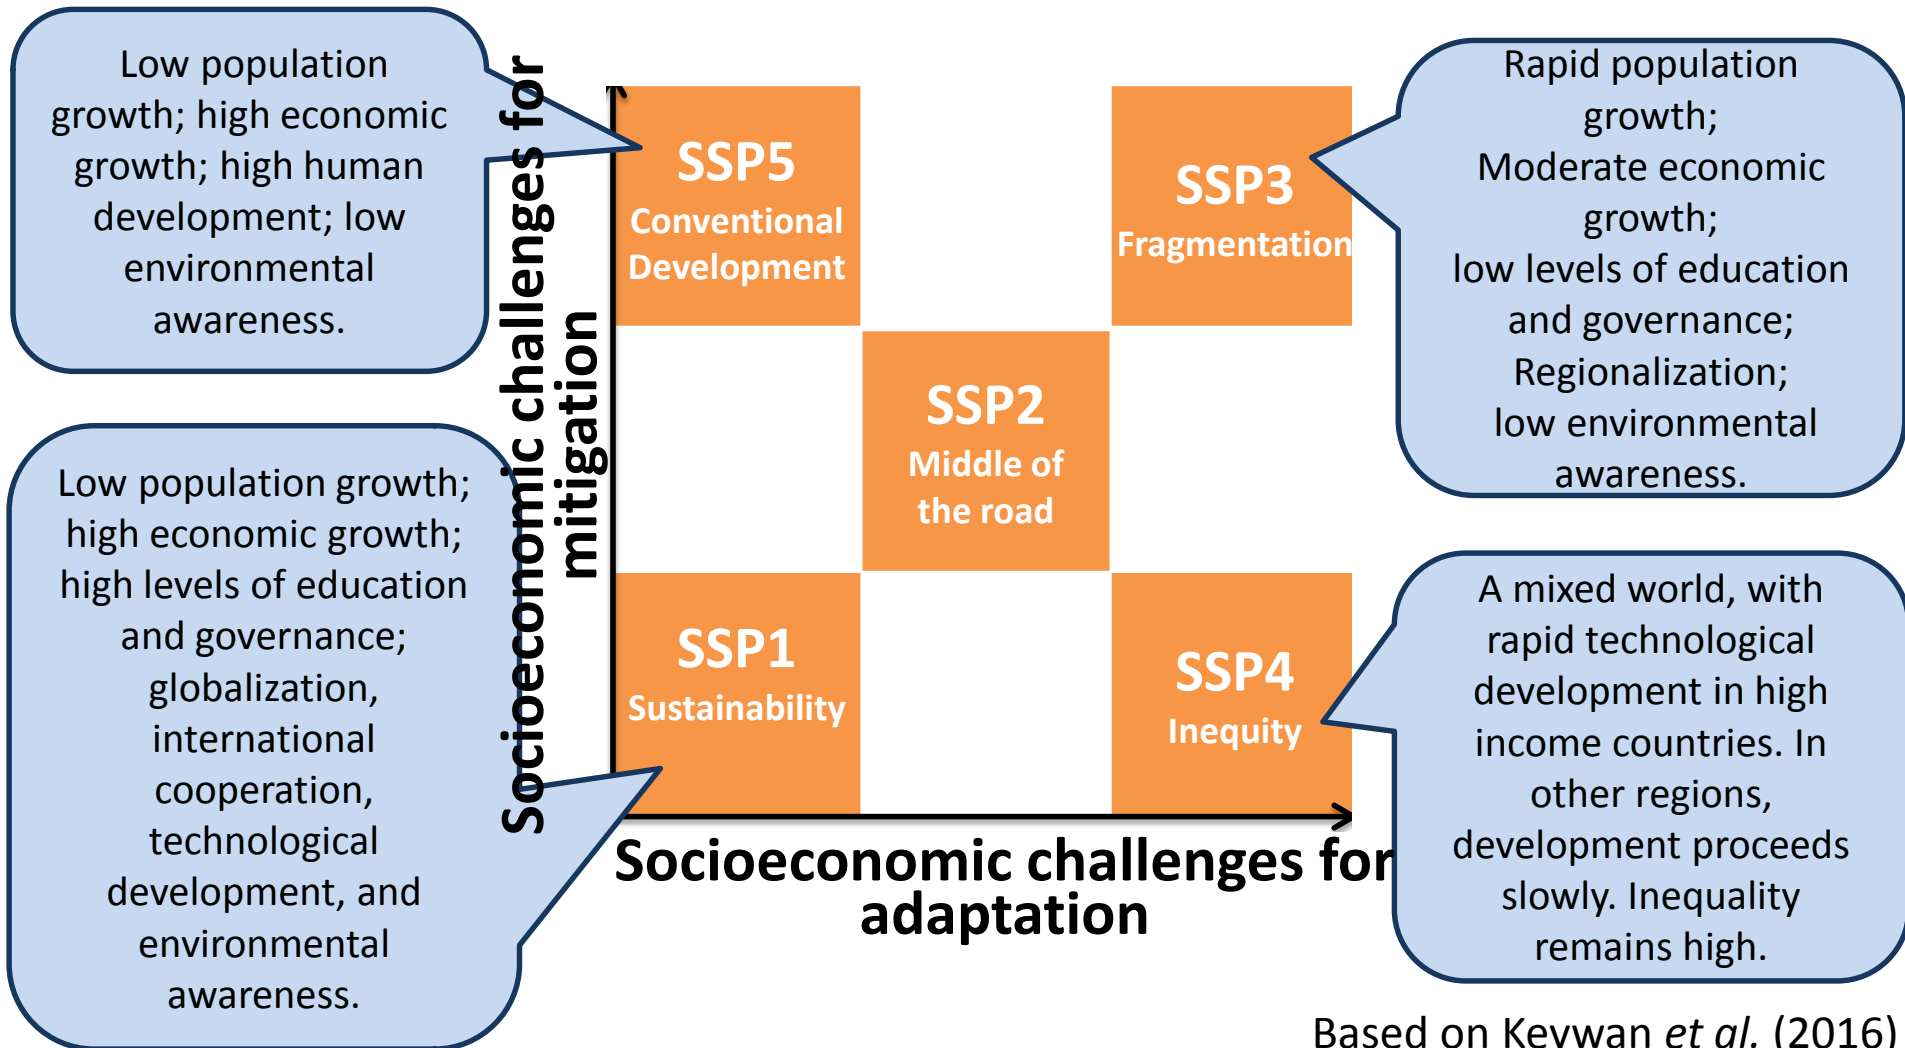 Low population
growth; high economic
growth; high human
development; low
environmental
awareness.
Low population growth;
high economic growth;
high levels of education
and governance;
globalization,
international
cooperation,
technological
development, and
environmental
awareness.
Socioeconomic challenges for
mitigation
SSP5
Conventional
Development
SSP3
Fragmentation
SSP2
Middle of
the road
SSP1
Sustainability
SSP4
Inequity
Socioeconomic challenges for
adaptation
Rapid population
growth;
Moderate economic
growth;
low levels of education
and governance;
Regionalization;
low environmental
awareness.
A mixed world, with
rapid technological
development in high
income countries. In
other regions,
development proceeds
slowly. Inequality
remains high.
Based on Keywan et al. (2016)